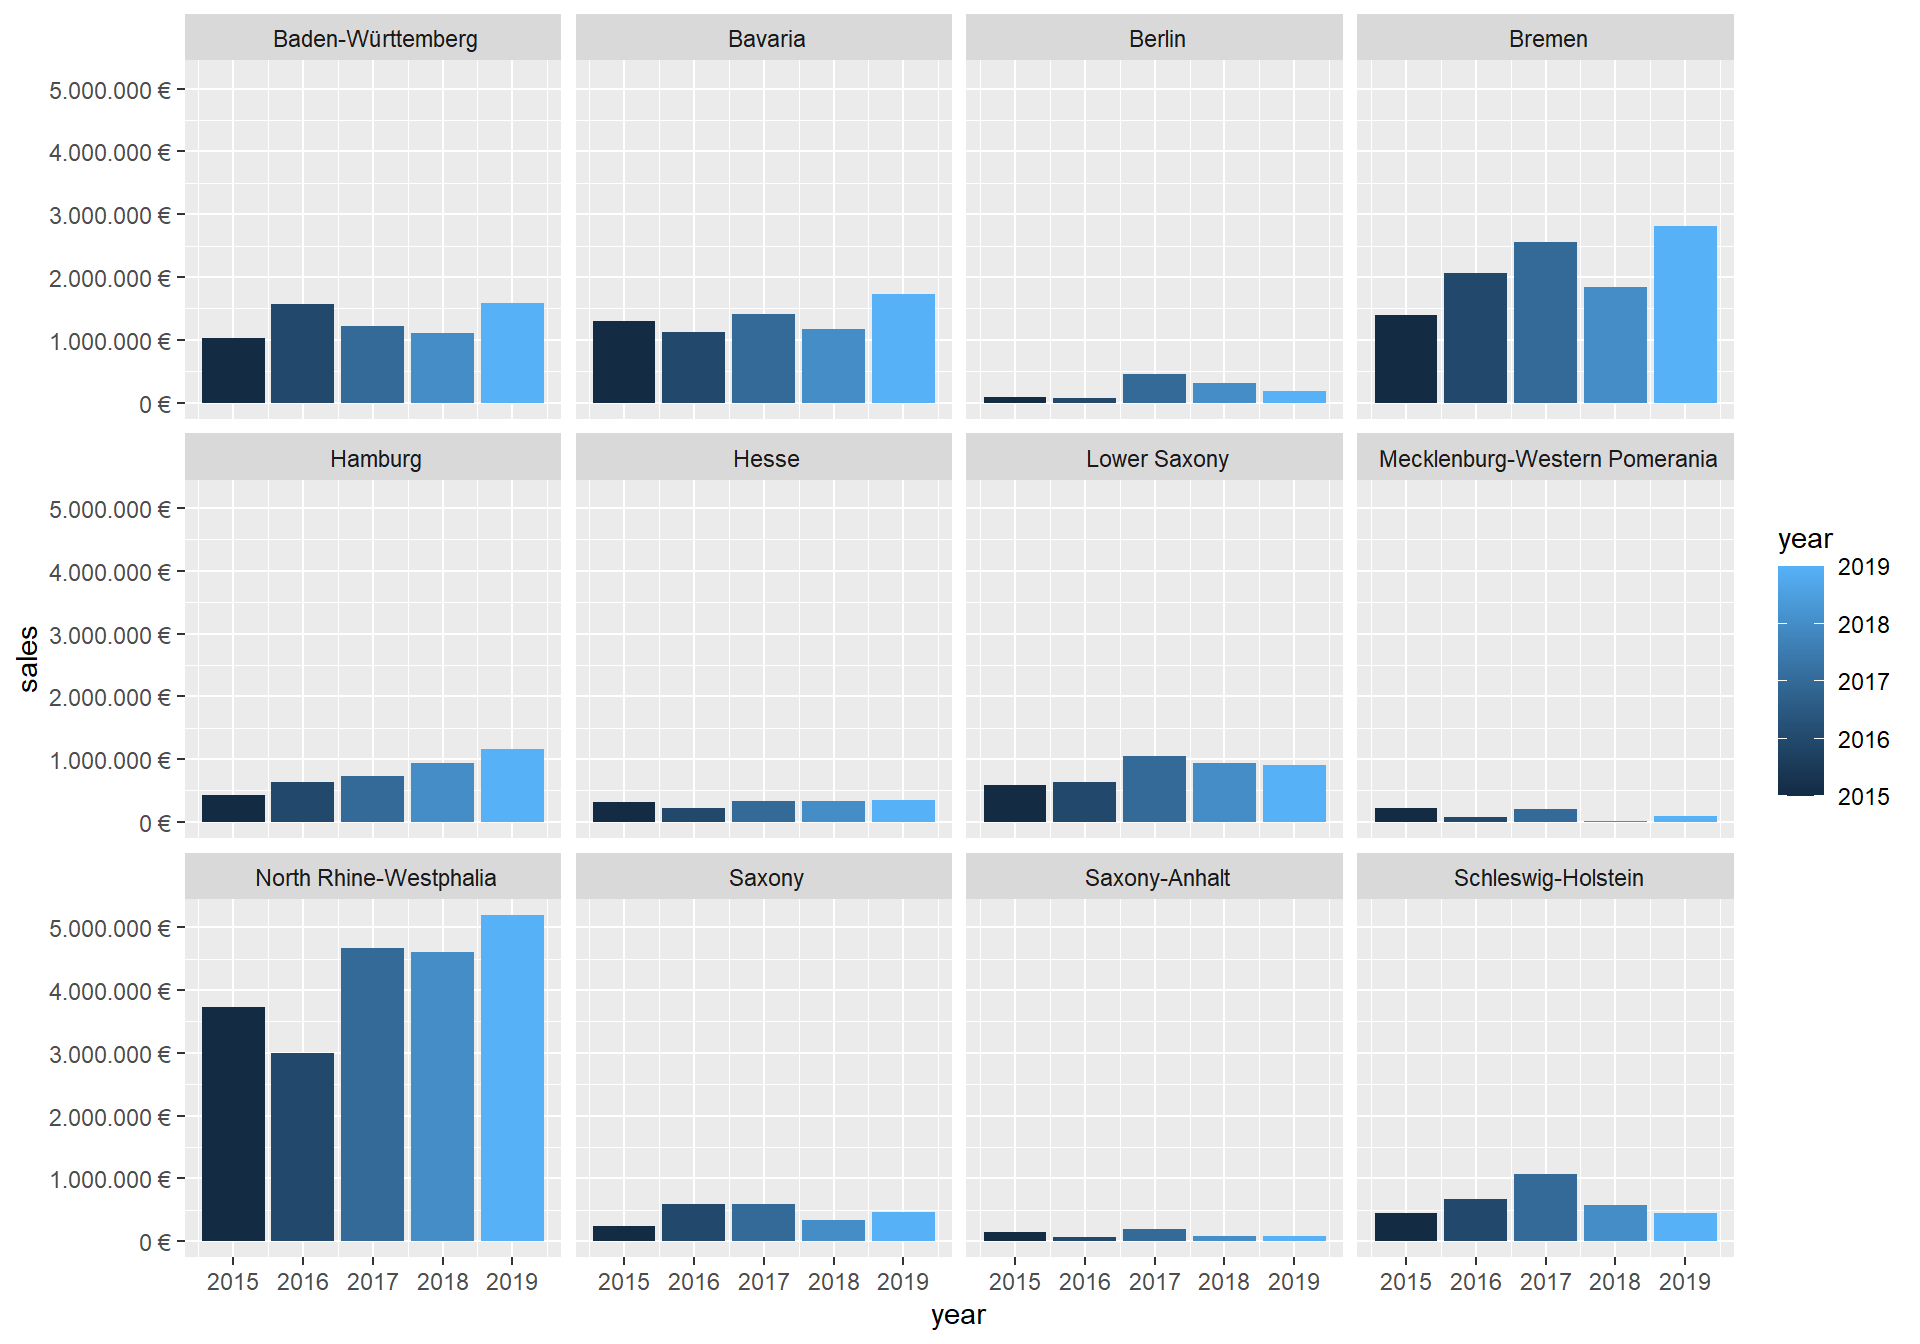 Baden-Württemberg
Bavaria
Berlin
Bremen
5.000.000 €
4.000.000 €
3.000.000 €
2.000.000 €
1.000.000 €
0 €
Hamburg
Hesse
Lower Saxony
Mecklenburg-Western Pomerania
5.000.000 €
4.000.000 €
3.000.000 €
2.000.000 €
1.000.000 €
0 €
North Rhine-Westphalia
Saxony
Saxony-Anhalt
Schleswig-Holstein
5.000.000 €
4.000.000 €
3.000.000 €
2.000.000 €
1.000.000 €
0 €
2015 2016 2017 2018 2019
2015 2016 2017 2018 2019
2015 2016 2017 2018 2019
2015 2016 2017 2018 2019
year
sales
year
2019
2018
2017
2016
2015